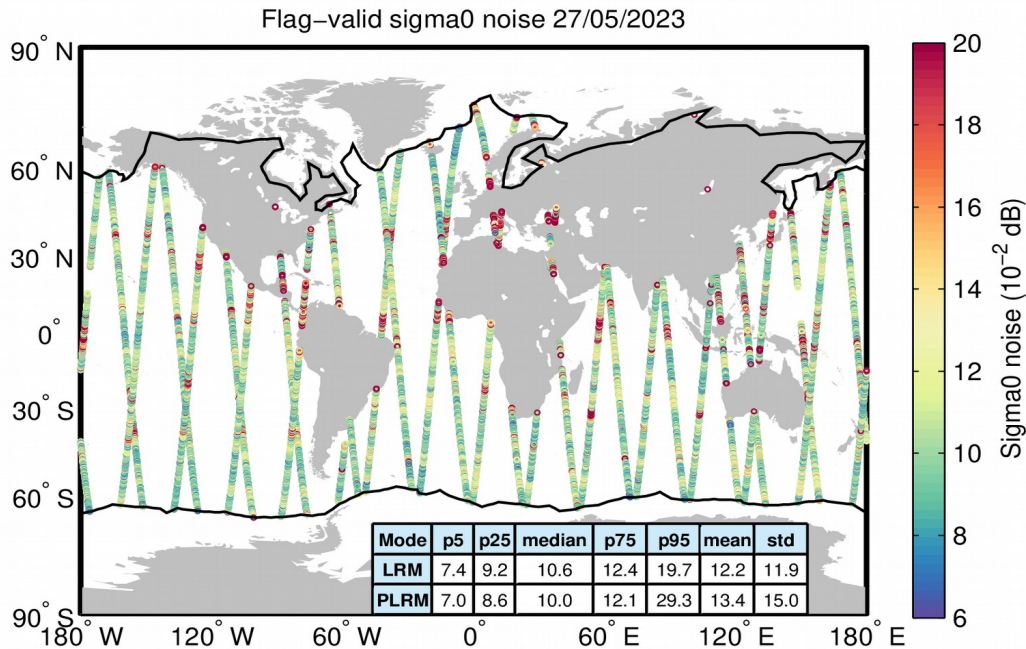 Flag−valid sigma0 noise 27/05/2023
90° N
60° N
30° N
0°
30° S
60° S
90° S
180° W
120° W
60° W
0°
60° E
120° E
180° E
20
18
16
14
12
10
8
6
Sigma0 noise (10−2 dB)
Mode p5 p25 median p75 p95 mean std
LRM 7.4 9.2 10.6 12.4 19.7 12.2 11.9
PLRM 7.0 8.6 10.0 12.1 29.3 13.4 15.0